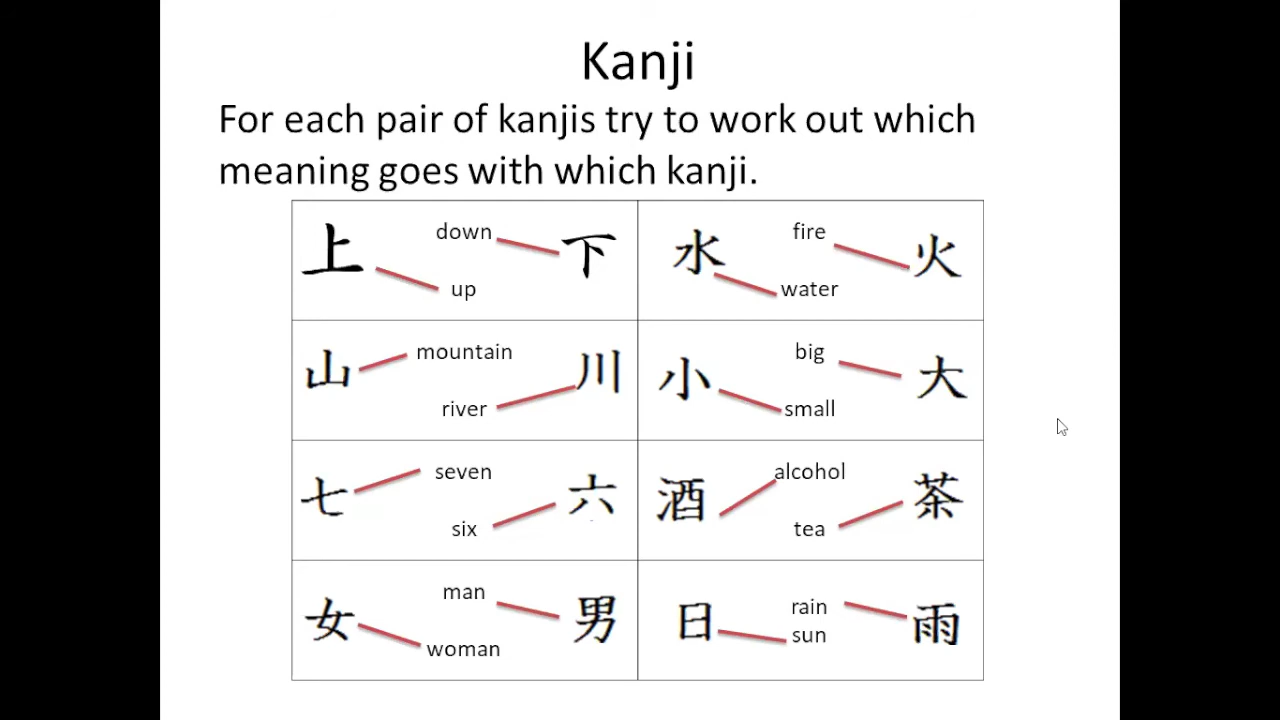 Kanji
For each pair of kanjis try to work out which
meaning goes with which kanji.
上 down 下
up
水 fire 火
water
山 mountain 川
river
小 big 大
small
七 seven 六
six
酒 alcohol 茶
tea
女 man 男
woman
日 rain 雨
sun